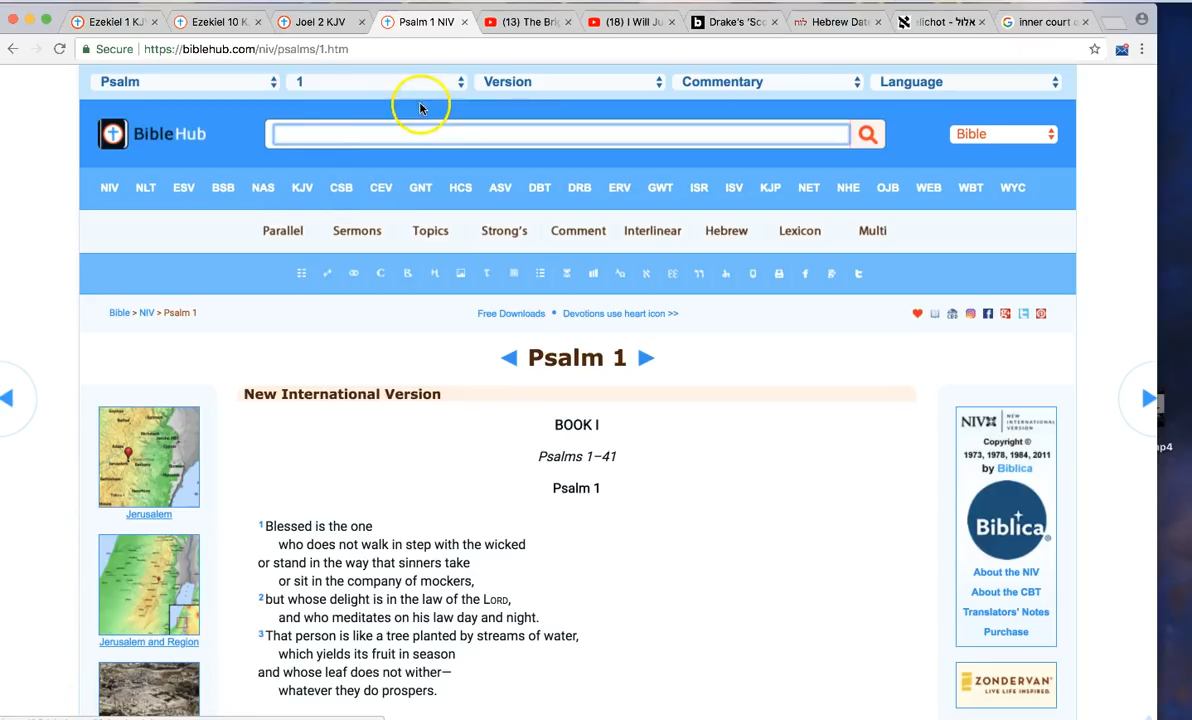 Ezekiel 1 KJ
Ezekiel 10 K
Joel 2 KJV
Psalm 1 NIV
(13) The Brig
(18) I Will Ju
Drake's 'Sco
Hebrew Date
elichot - אלול
inner court o
Secure
https://biblehub.com/niv/psalms/1.htm
Psalm
1
Version
Commentary
Language
BibleHub
Bible
NIV NLT ESV BSB NAS KJV CSB CEV GNT HCS ASV DBT DRB ERV GWT ISR ISV KJP NET NHE OJB WEB WBT WYC
Parallel Sermons Topics Strong's Comment Interlinear Hebrew Lexicon Multi
Bible > NIV > Psalm 1
Free Downloads • Devotions use heart icon >>
Psalm 1
New International Version
BOOK I
Psalms 1–41
Psalm 1
1 Blessed is the one
who does not walk in step with the wicked
or stand in the way that sinners take
or sit in the company of mockers,
2 but whose delight is in the law of the LORD,
and who meditates on his law day and night.
3 That person is like a tree planted by streams of water,
which yields its fruit in season
and whose leaf does not wither—
whatever they do prospers.
Jerusalem
Jerusalem and Region
NIV NEW
INTERNATIONAL
VERSION
Copyright ©
1973, 1978, 1984, 2011
by Biblica
Biblica
About the NIV
About the CBT
Translators' Notes
Purchase
ZONDERVAN
LIVE LIFE INSPIRED.
mp4